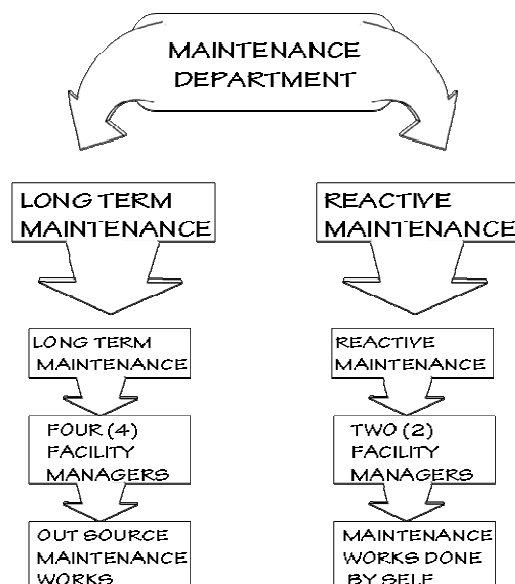 MAINTENANCE
DEPARTMENT
LONG TERM
MAINTENANCE
REACTIVE
MAINTENANCE
LONG TERM
MAINTENANCE
REACTIVE
MAINTENANCE
FOUR (4)
FACILITY
MANAGERS
TWO (2)
FACILITY
MANAGERS
OUT SOURCE
MAINTENANCE
WORKS
MAINTENANCE
WORKS DONE
BY SELF